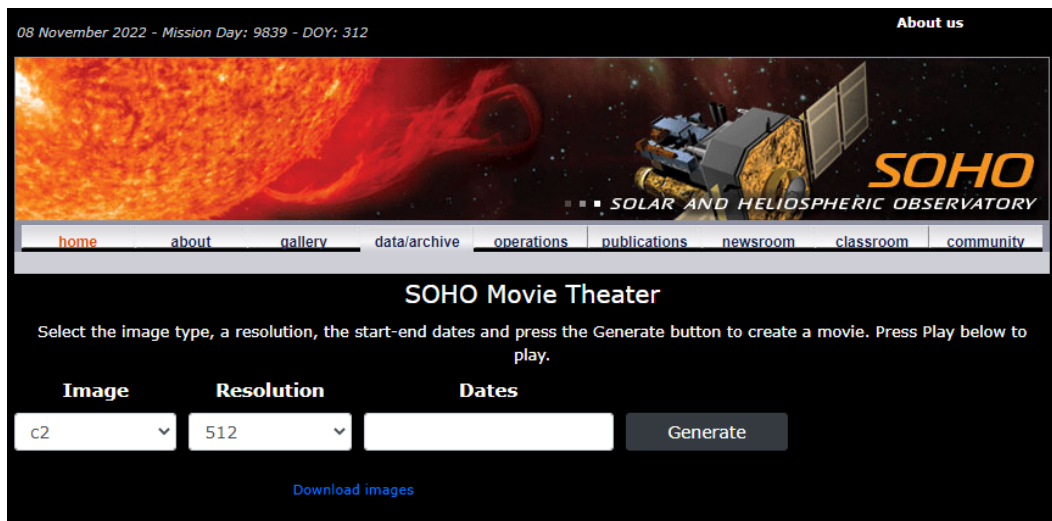 08 November 2022 - Mission Day: 9839 - DOY: 312
About us
SOHO
SOLAR AND HELIOSPHERIC OBSERVATORY
home about gallery data/archive operations publications newsroom classroom community
SOHO Movie Theater
Select the image type, a resolution, the start-end dates and press the Generate button to create a movie. Press Play below to
play.
Image Resolution Dates
c2 512 Generate
Download images